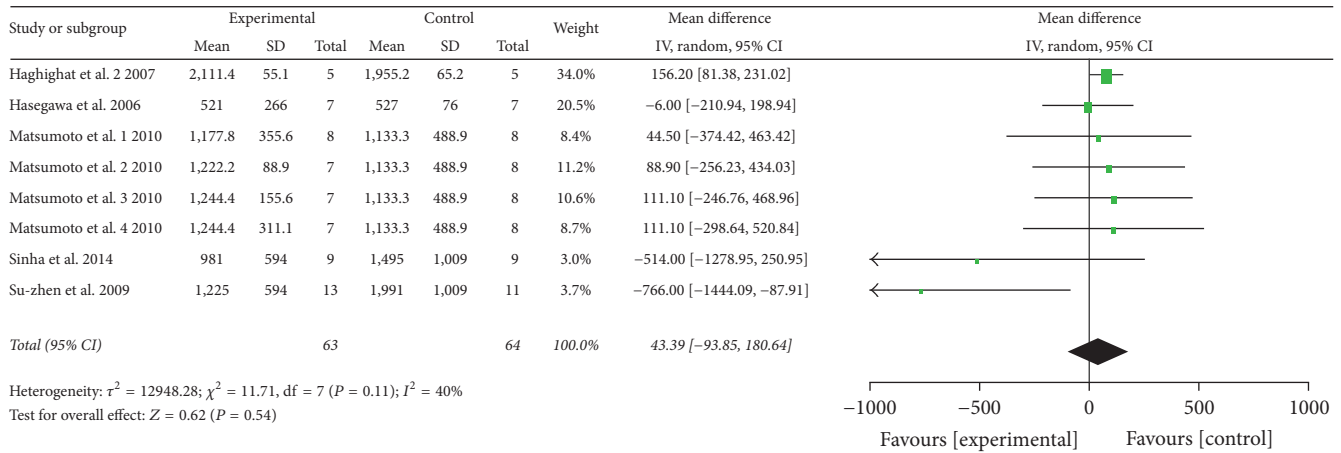 Study or subgroup Experimental Control Weight Mean difference Mean difference
Mean SD Total Mean SD Total IV, random, 95% CI IV, random, 95% CI
Haghighat et al. 2 2007 2,111.4 55.1 5 1,955.2 65.2 5 34.0% 156.20 [81.38, 231.02]
Hasegawa et al. 2006 521 266 7 527 76 7 20.5% −6.00 [−210.94, 198.94]
Matsumoto et al. 1 2010 1,177.8 355.6 8 1,133.3 488.9 8 8.4% 44.50 [−374.42, 463.42]
Matsumoto et al. 2 2010 1,222.2 88.9 7 1,133.3 488.9 8 11.2% 88.90 [−256.23, 434.03]
Matsumoto et al. 3 2010 1,244.4 155.6 7 1,133.3 488.9 8 10.6% 111.10 [−246.76, 468.96]
Matsumoto et al. 4 2010 1,244.4 311.1 7 1,133.3 488.9 8 8.7% 111.10 [−298.64, 520.84]
Sinha et al. 2014 981 594 9 1,495 1,009 9 3.0% −514.00 [−1278.95, 250.95]
Su-zhen et al. 2009 1,225 594 13 1,991 1,009 11 3.7% −766.00 [−1444.09, −87.91]
Total (95% CI) 63 64 100.0% 43.39 [−93.85, 180.64]
Heterogeneity: τ² = 12948.28; χ² = 11.71, df = 7 (P = 0.11); I² = 40%
Test for overall effect: Z = 0.62 (P = 0.54)
−1000 −500 0 500 1000
Favours [experimental] Favours [control]